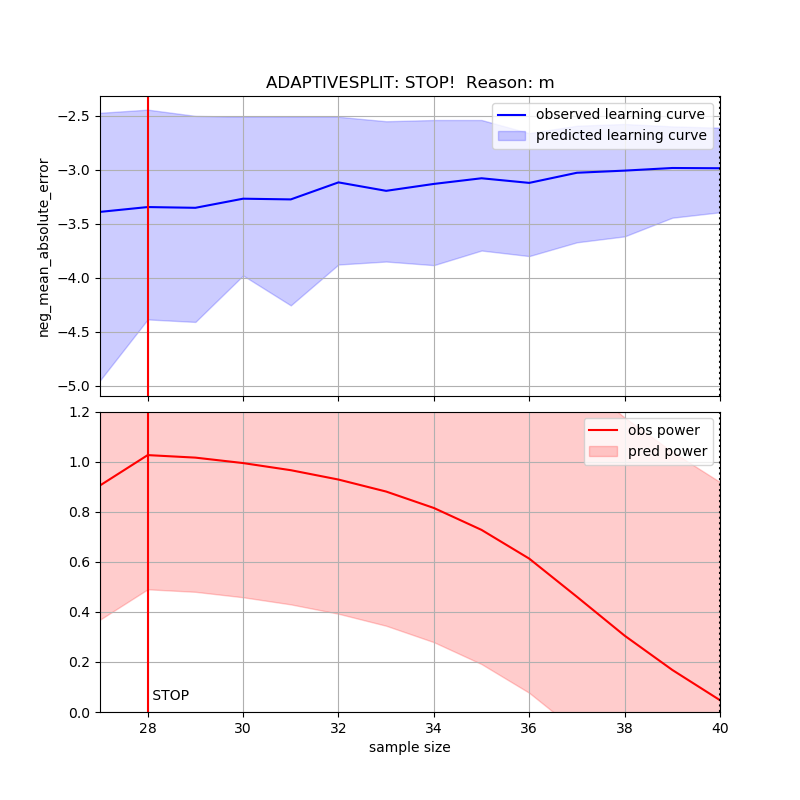 ADAPTIVESPLIT: STOP!  Reason: m
neg_mean_absolute_error
−2.5
−3.0
−3.5
−4.0
−4.5
−5.0
observed learning curve
predicted learning curve
1.2
1.0
0.8
0.6
0.4
0.2
0.0
obs power
pred power
STOP
28 30 32 34 36 38 40
sample size